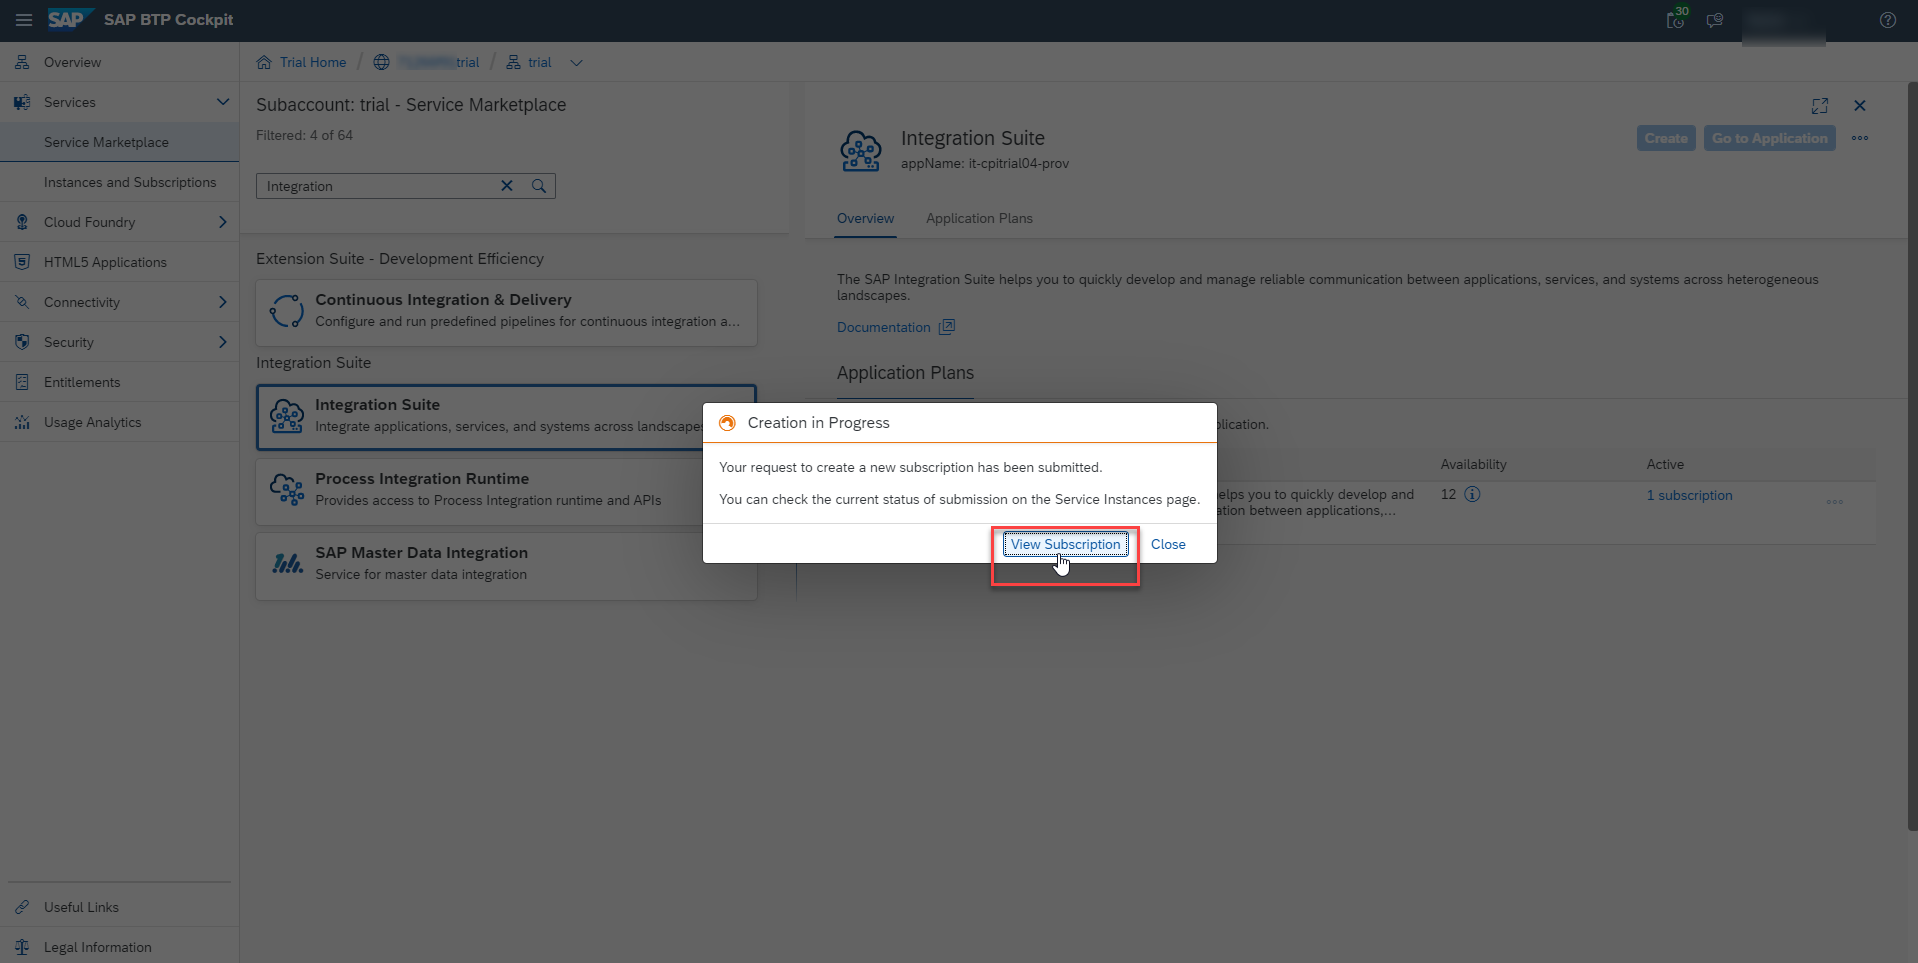 SAP SAP BTP Cockpit
30
Overview
Services
Service Marketplace
Instances and Subscriptions
Cloud Foundry
HTML5 Applications
Connectivity
Security
Entitlements
Usage Analytics
Useful Links
Legal Information
Trial Home / trial / trial
Subaccount: trial - Service Marketplace
Filtered: 4 of 64
Integration
Extension Suite - Development Efficiency
Continuous Integration & Delivery
Configure and run predefined pipelines for continuous integration a...
Integration Suite
Integration Suite
Integrate applications, services, and systems across landscapes
Process Integration Runtime
Provides access to Process Integration runtime and APIs
SAP Master Data Integration
Service for master data integration
Integration Suite
appName: it-cpitrial04-prov
Create
Go to Application
Overview
Application Plans
The SAP Integration Suite helps you to quickly develop and manage reliable communication between applications, services, and systems across heterogeneous
landscapes.
Documentation
Application Plans
Availability
Active
elps you to quickly develop and
ation between applications,...
12
1 subscription
Creation in Progress
Your request to create a new subscription has been submitted.
You can check the current status of submission on the Service Instances page.
View Subscription
Close